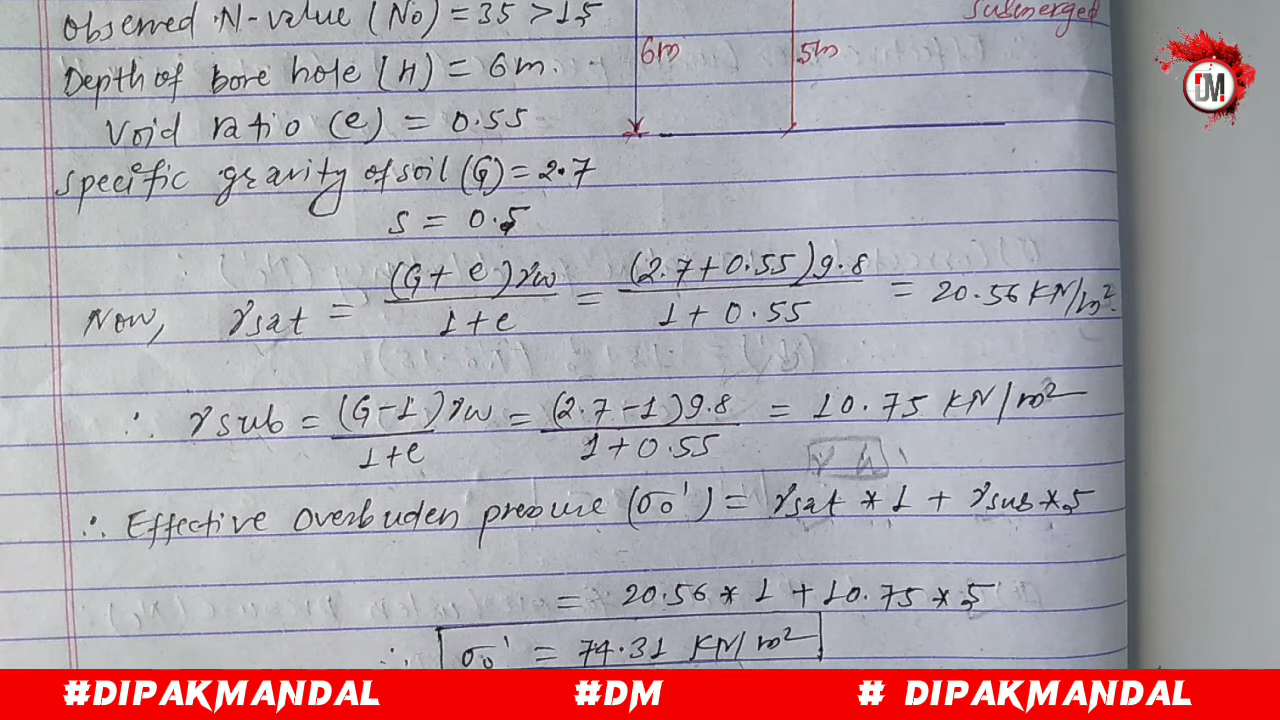 Observed N-value (No) = 35 > 15
Submerged
6m
5m
Depth of bore hole (H) = 6m.
Void ratio (e) = 0.55
Specific gravity of soil (G) = 2.7
S = 0.5
Now, γsat = (G + e) γw / 1+e = (2.7+0.55) 9.8 / 1+0.55 = 20.56 KN/m².
∴ γsub = (G-1) γw / 1+e = (2.7-1) 9.8 / 1+0.55 = 10.75 KN/m²
∴ Effective Overbuden pressure (σo') = γsat * 1 + γsub * 5
= 20.56 * 1 + 10.75 * 5
∴ σo' = 74.31 KN/m²
DM
#DIPAKMANDAL #DM # DIPAKMANDAL